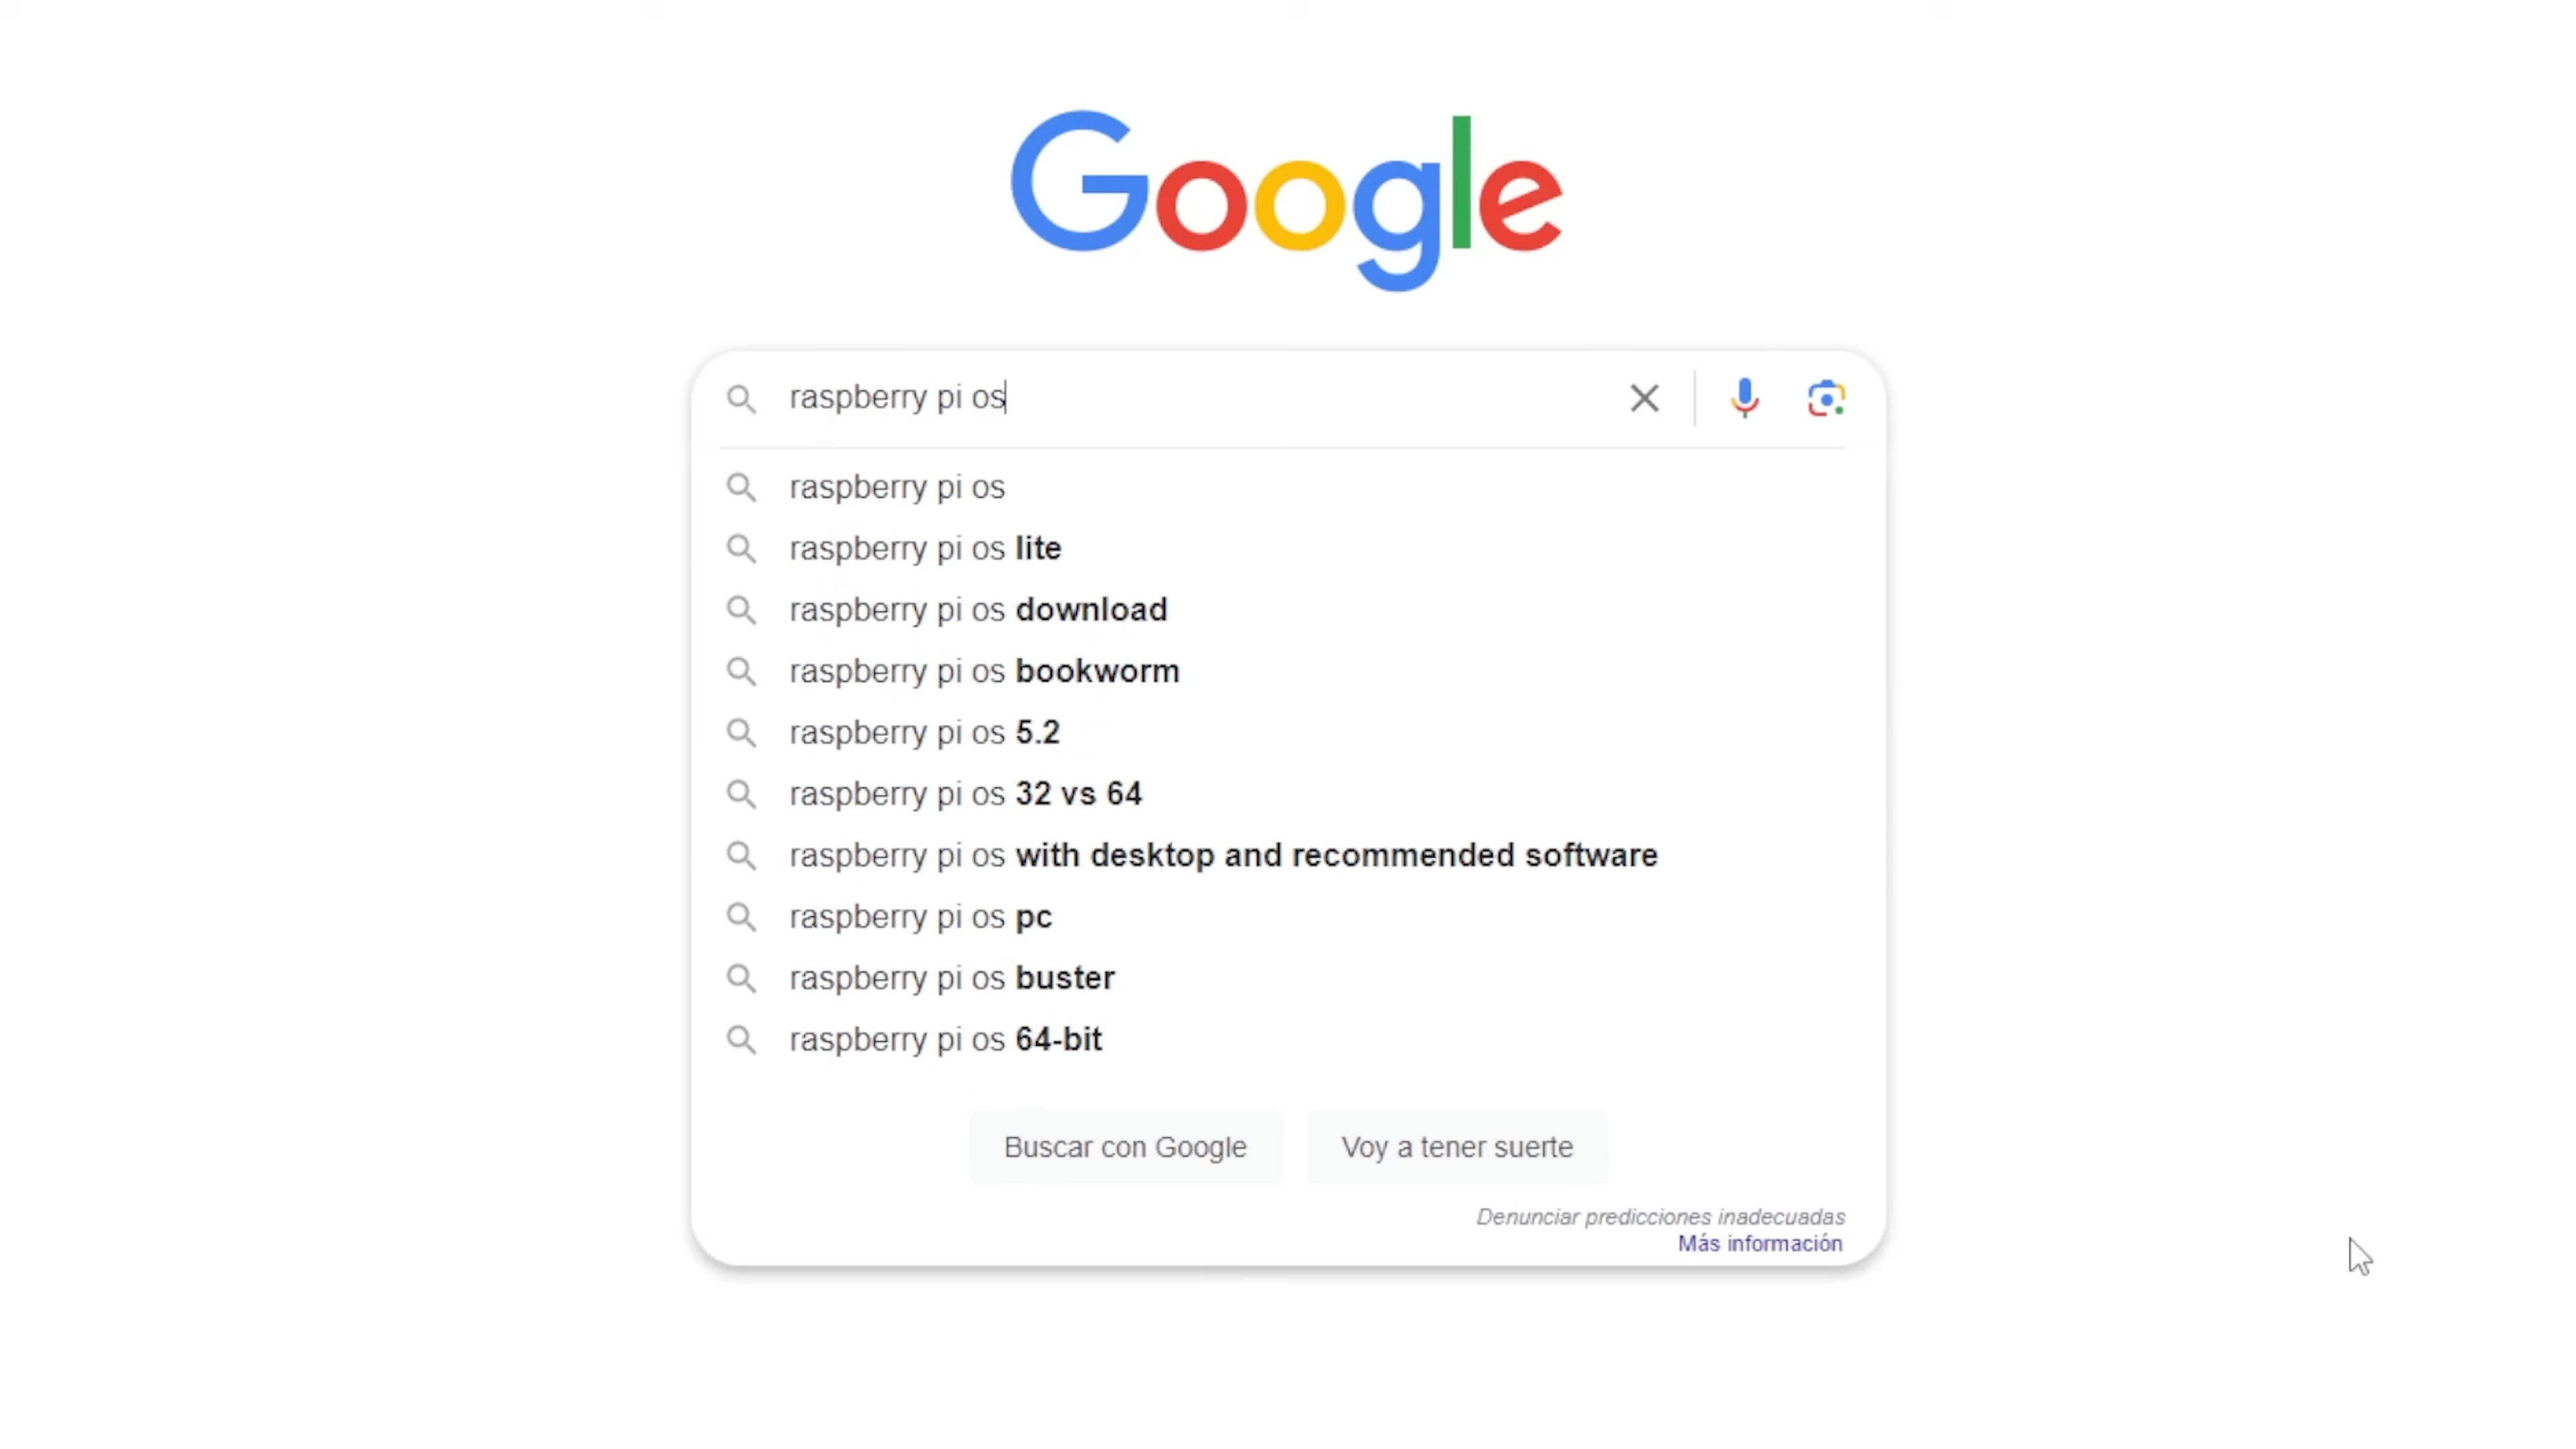 Google
raspberry pi os
raspberry pi os
raspberry pi os lite
raspberry pi os download
raspberry pi os bookworm
raspberry pi os 5.2
raspberry pi os 32 vs 64
raspberry pi os with desktop and recommended software
raspberry pi os pc
raspberry pi os buster
raspberry pi os 64-bit
Buscar con Google
Voy a tener suerte
Denunciar predicciones inadecuadas
Más información